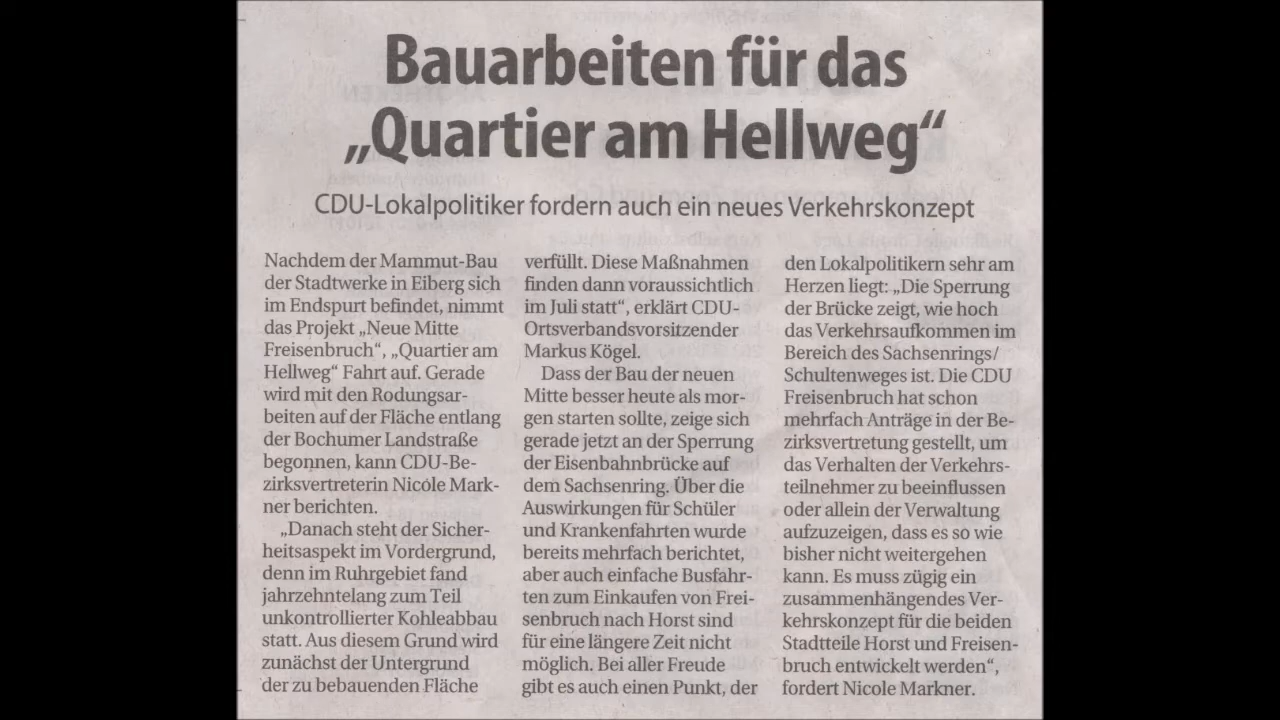 Bauarbeiten für das
„Quartier am Hellweg“
CDU-Lokalpolitiker fordern auch ein neues Verkehrskonzept
Nachdem der Mammut-Bau
der Stadtwerke in Eiberg sich
im Endspurt befindet, nimmt
das Projekt „Neue Mitte
Freisenbruch“, „Quartier am
Hellweg“ Fahrt auf. Gerade
wird mit den Rodungsar-
beiten auf der Fläche entlang
der Bochumer Landstraße
begonnen, kann CDU-Be-
zirksvertreterin Nicole Mark-
ner berichten.
„Danach steht der Sicher-
heitsaspekt im Vordergrund,
denn im Ruhrgebiet fand
jahrzehntelang zum Teil
unkontrollierter Kohleabbau
statt. Aus diesem Grund wird
zunächst der Untergrund
der zu bebauenden Fläche
verfüllt. Diese Maßnahmen
finden dann voraussichtlich
im Juli statt“, erklärt CDU-
Ortsverbandsvorsitzender
Markus Kögel.
Dass der Bau der neuen
Mitte besser heute als mor-
gen starten sollte, zeige sich
gerade jetzt an der Sperrung
der Eisenbahnbrücke auf
dem Sachsenring. Über die
Auswirkungen für Schüler
und Krankenfahrten wurde
bereits mehrfach berichtet,
aber auch einfache Busfahr-
ten zum Einkaufen von Frei-
senbruch nach Horst sind
für eine längere Zeit nicht
möglich. Bei aller Freude
gibt es auch einen Punkt, der
den Lokalpolitikern sehr am
Herzen liegt: „Die Sperrung
der Brücke zeigt, wie hoch
das Verkehrsaufkommen im
Bereich des Sachsenrings/
Schultenweges ist. Die CDU
Freisenbruch hat schon
mehrfach Anträge in der Be-
zirksvertretung gestellt, um
das Verhalten der Verkehrs-
teilnehmer zu beeinflussen
oder allein der Verwaltung
aufzuzeigen, dass es so wie
bisher nicht weitergehen
kann. Es muss zügig ein
zusammenhängendes Ver-
kehrskonzept für die beiden
Stadtteile Horst und Freisen-
bruch entwickelt werden“,
fordert Nicole Markner.